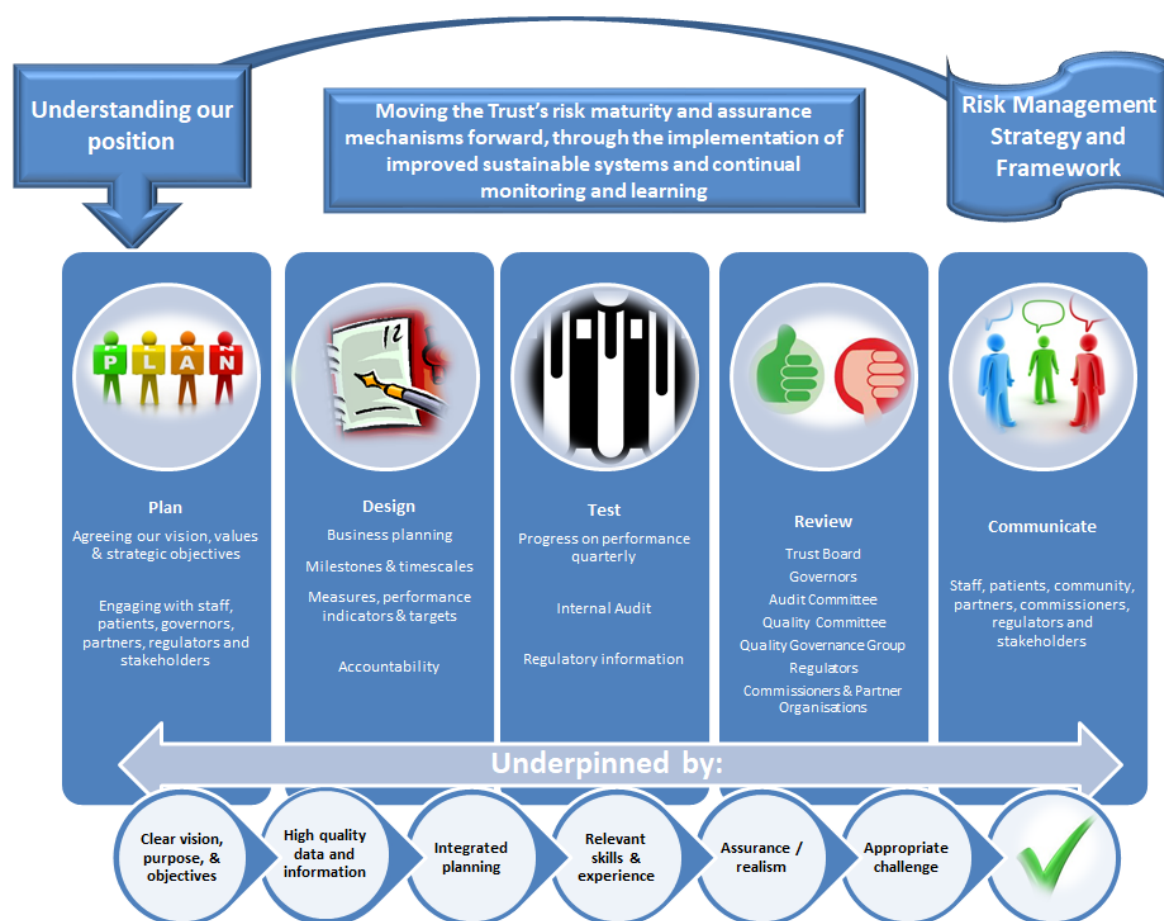 Understanding our
position
Moving the Trust's risk maturity and assurance
mechanisms forward, through the implementation of
improved sustainable systems and continual
monitoring and learning
Risk Management
Strategy and
Framework
PLAN
Plan
Agreeing our vision, values
& strategic objectives
Engaging with staff,
patients, governors,
partners, regulators and
stakeholders
12
Design
Business planning
Milestones & timescales
Measures, performance
indicators & targets
Accountability
Test
Progress on performance
quarterly
Internal Audit
Regulatory information
Review
Trust Board
Governors
Audit Committee
Quality Committee
Quality Governance Group
Regulators
Commissioners & Partner
Organisations
Communicate
Staff, patients, community,
partners, commissioners,
regulators and
stakeholders
Underpinned by:
Clear vision,
purpose, &
objectives
High quality
data and
information
Integrated
planning
Relevant
skills &
experience
Assurance /
realism
Appropriate
challenge